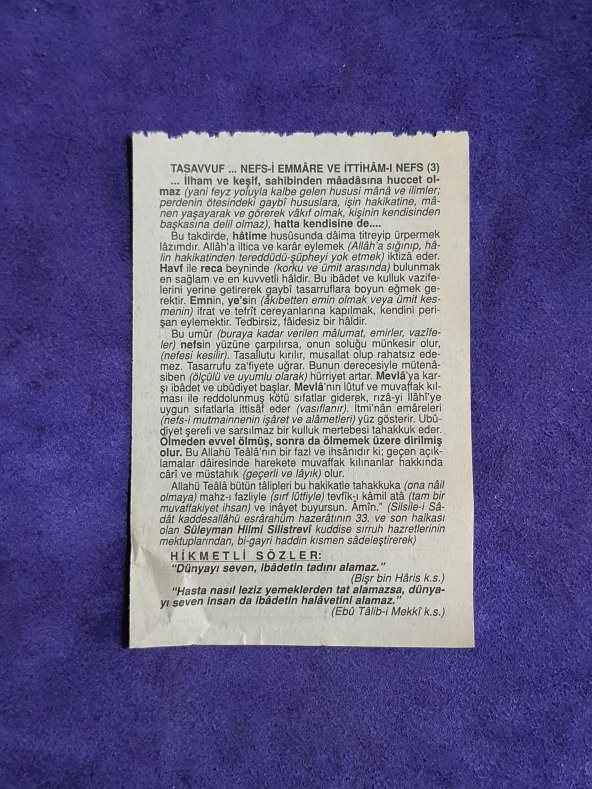 TASAVVUF ... NEFS-İ EMMÂRE VE İTTİHÂM-I NEFS (3)
... İlham ve keşif, sahibinden mâadâsına huccet ol-
maz (yani feyz yoluyla kalbe gelen hususi mânâ ve ilimler;
perdenin ötesindeki gaybî hususlara, işin hakikatine, mâ-
nen yaşayarak ve görerek vâkıf olmak, kişinin kendisinden
başkasına delil olmaz), hatta kendisine de....
Bu takdirde, hâtime husûsunda dâima titreyip ürpermek
lâzımdır. Allâh'a iltica ve karâr eylemek (Allâh'a sığınıp, hâ-
lin hakikatinden tereddüdü-şüpheyi yok etmek) iktizâ eder.
Havf ile reca beyninde (korku ve ümit arasında) bulunmak
en sağlam ve en kuvvetli hâldir. Bu ibâdet ve kulluk vazife-
lerini yerine getirerek gaybî tasarruflara boyun eğmek ge-
rektir. Emnin, ye'sin (âkıbetten emin olmak veya ümit kes-
menin) ifrat ve tefrît cereyanlarına kapılmak, kendini peri-
şan eylemektir. Tedbirsiz, fâidesiz bir hâldir.
Bu umûr (buraya kadar verilen mâlumat, emirler, vazîfe-
ler) nefsin yüzüne çarpılırsa, onun soluğu münkesir olur,
(nefesi kesilir). Tasallutu kırılır, musallat olup rahatsız ede-
mez. Tasarrufu za'fiyete uğrar. Bunun derecesiyle mütenâ-
siben (ölçülü ve uyumlu olarak) hürriyet artar. Mevlâ'ya kar-
şı ibâdet ve ubûdiyet başlar. Mevlâ'nın lûtuf ve muvaffak kıl-
ması ile reddolunmuş kötü sıfatlar giderek, rızâ-yi İlâhî'ye
uygun sıfatlarla ittisâf eder (vasıflanır). İtmi'nân emâreleri
(nefs-i mutmainnenin işâret ve alâmetleri) yüz gösterir. Ubû-
diyet şerefi ve sarsılmaz bir kulluk mertebesi tahakkuk eder.
Ölmeden evvel ölmüş, sonra da ölmemek üzere dirilmiş
olur. Bu Allahü Teâlâ'nın bir fazl ve ihsânıdır ki; geçen açık-
lamalar dâiresinde harekete muvaffak kılınanlar hakkında
cârî ve müstahık (geçerli ve lâyık) olur.
Allahü Teâlâ bütün tâlipleri bu hakikatle tahakkuka (ona nâil
olmaya) mahz-ı fazliyle (sırf lûtfiyle) tevfîk-ı kâmil atâ (tam bir
muvaffakiyet ihsan) ve inâyet buyursun. Âmîn." (Silsile-i Sâ-
dât kaddesallâhü esrârahüm hazerâtının 33. ve son halkası
olan Süleyman Hilmi Silistrevî kuddise sirruh hazretlerinin
mektuplarından, bi-gayri haddin kısmen sâdeleştirerek)
HİKMETLİ SÖZLER:
"Dünyayı seven, ibâdetin tadını alamaz."
(Bişr bin Hâris k.s.)
"Hasta nasıl leziz yemeklerden tat alamazsa, dünya-
yı seven insan da ibâdetin halâvetini alamaz."
(Ebû Tâlib-i Mekkî k.s.)